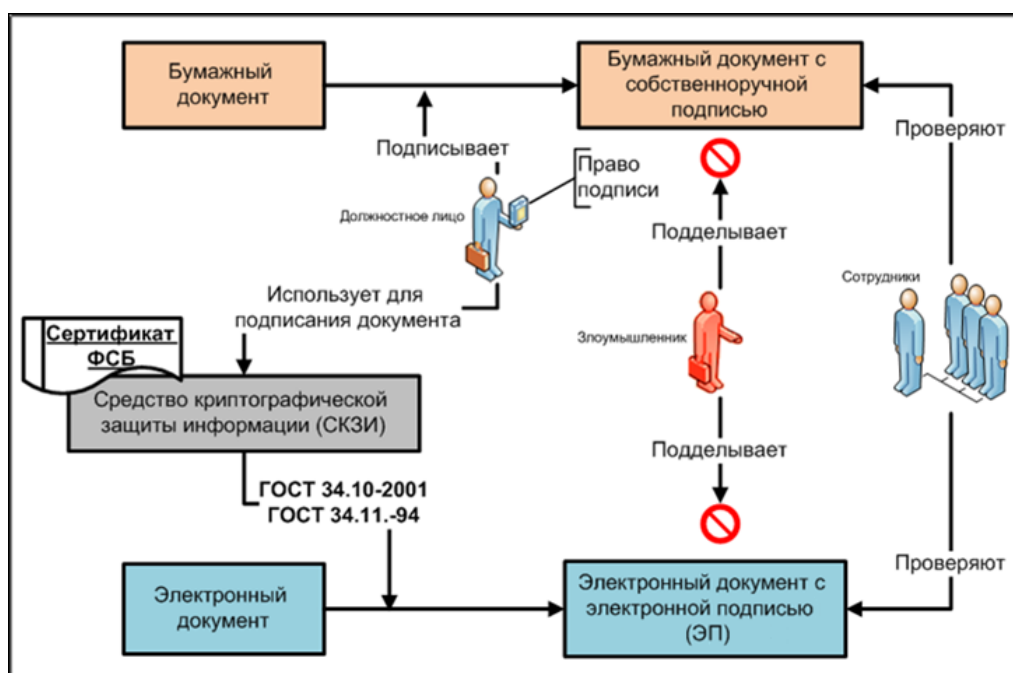 Бумажный
документ
Бумажный документ с
собственноручной
подписью
Проверяют
Подписывает
Право
подписи
Должностное лицо
Подделывает
Использует для
подписания документа
Сотрудники
Сертификат
ФСБ
Злоумышленник
Средство криптографической
защиты информации (СКЗИ)
Подделывает
ГОСТ 34.10-2001
ГОСТ 34.11.-94
Проверяют
Электронный
документ
Электронный документ с
электронной подписью
(ЭП)